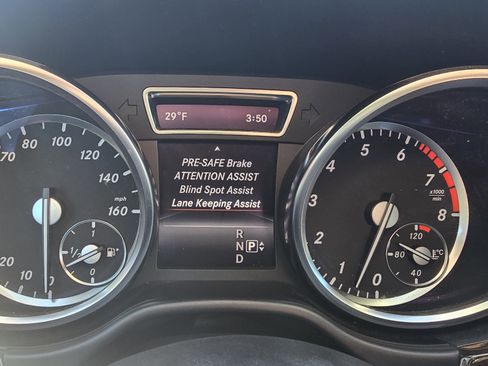 29°F 3:50
PRE-SAFE Brake
ATTENTION ASSIST
Blind Spot Assist
Lane Keeping Assist
R
N P
D
70 80 100
120
140
mph
160
20
10
0
1
1/2
0
5 6
4 7
3 8
2
1 0
x1000
min
120
80 °C
40